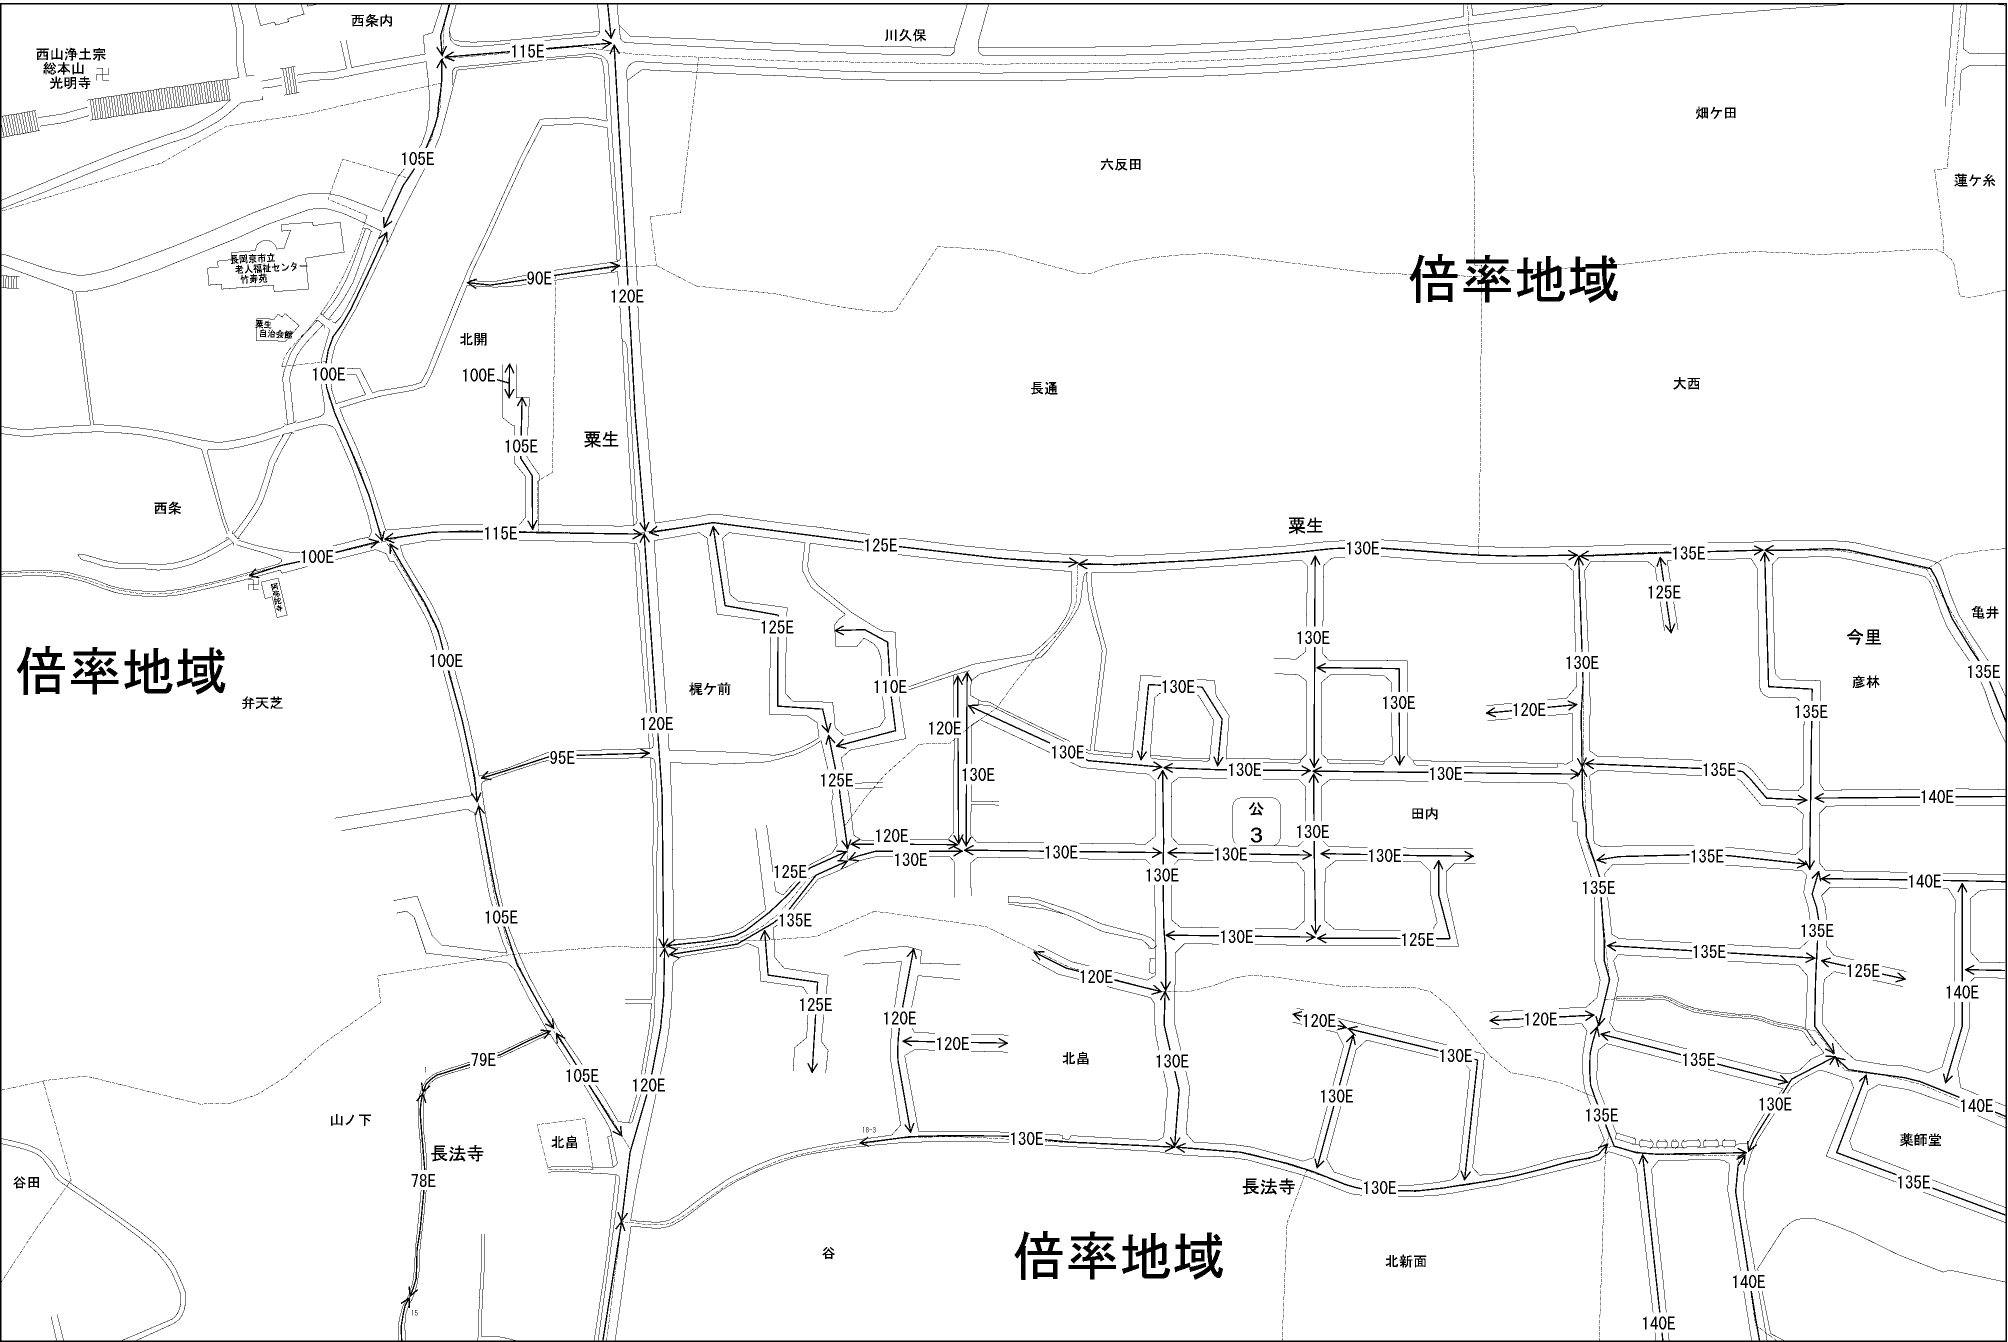 西条内
川久保
115E
西山浄土宗
総本山
光明寺
畑ケ田
105E
六反田
蓮ケ糸
長岡京市立
老人福祉センター
竹寿苑
90E
倍率地域
120E
粟生
自治会館
北開
100E
100E
長通
大西
105E
粟生
西条
粟生
115E
125E
130E
135E
100E
125E
亀井
125E
130E
今里
倍率地域
100E
130E
135E
弁天芝
梶ケ前
110E
130E
彦林
130E
120E
135E
120E
120E
95E
130E
125E
130E
130E
130E
135E
140E
公
3
田内
120E
130E
130E
130E
130E
130E
135E
125E
130E
140E
135E
105E
135E
135E
130E
125E
135E
120E
125E
125E
140E
120E
120E
120E
130E
120E
79E
北畠
130E
130E
135E
105E
120E
130E
130E
140E
135E
山ノ下
18-3
130E
北畠
長法寺
薬師堂
78E
谷田
長法寺
130E
135E
谷
倍率地域
北新面
140E
15
140E